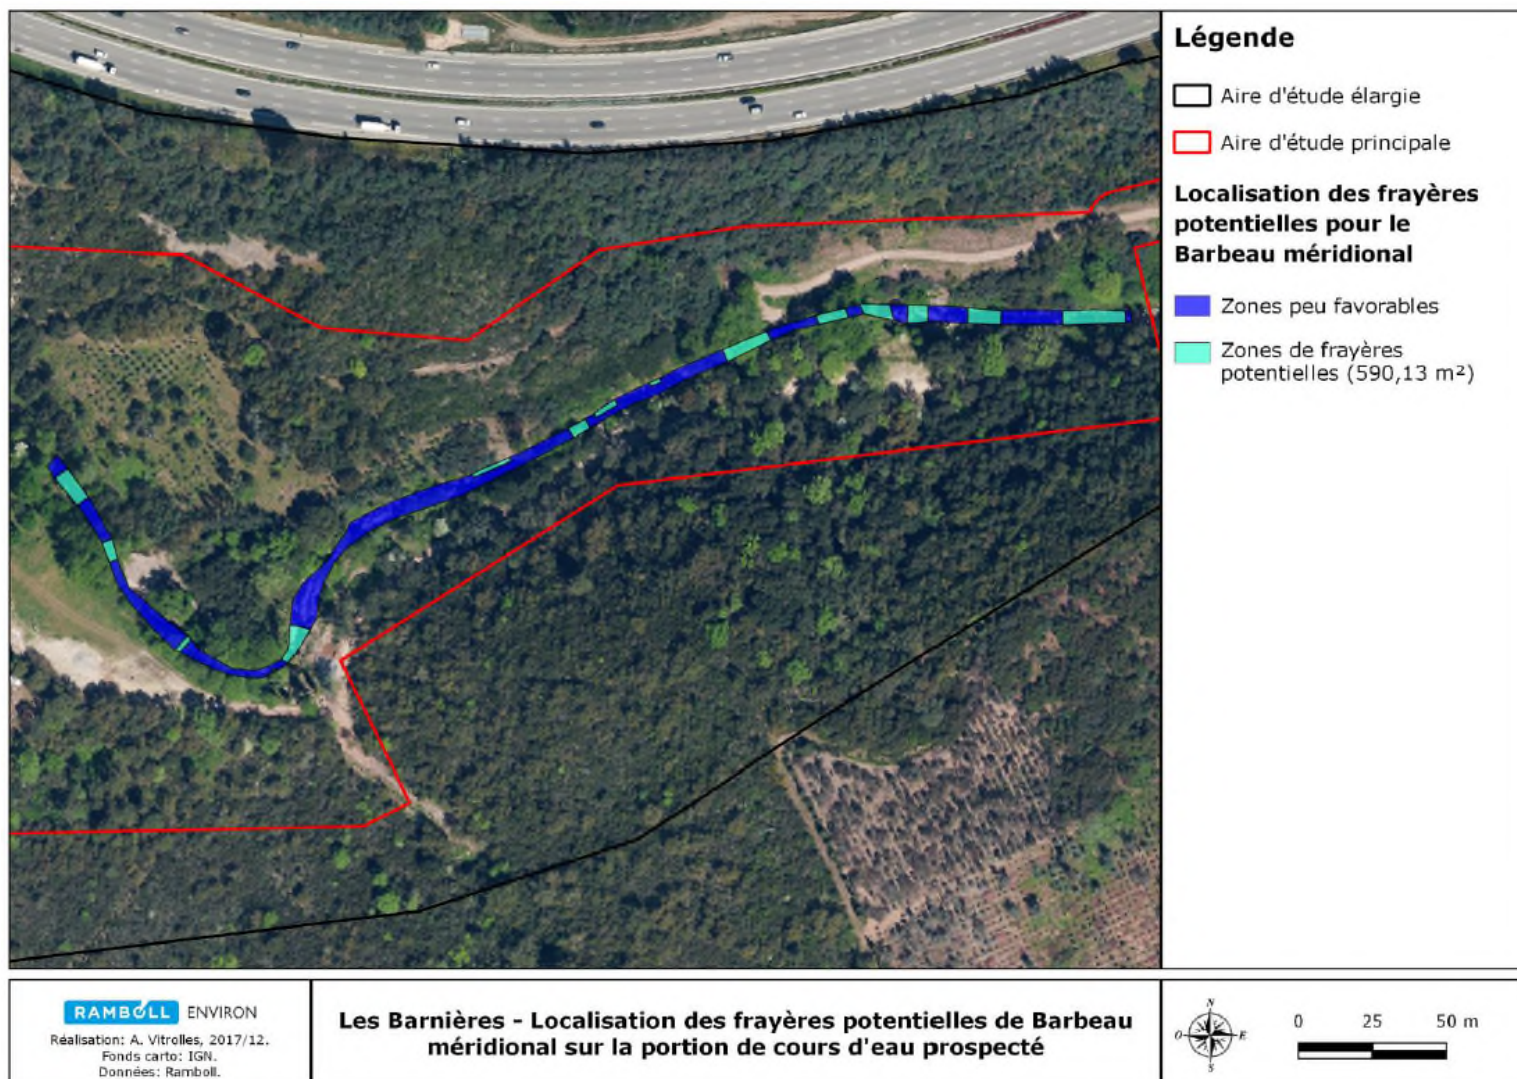 Légende
Aire d'étude élargie
Aire d'étude principale
Localisation des frayères
potentielles pour le
Barbeau méridional
Zones peu favorables
Zones de frayères
potentielles (590,13 m²)
RAMBOLL ENVIRON
Réalisation: A. Vitrolles, 2017/12.
Fonds carto: IGN.
Données: Ramboll.
Les Barnières - Localisation des frayères potentielles de Barbeau
méridional sur la portion de cours d'eau prospecté
N
O E
S
0 25 50 m